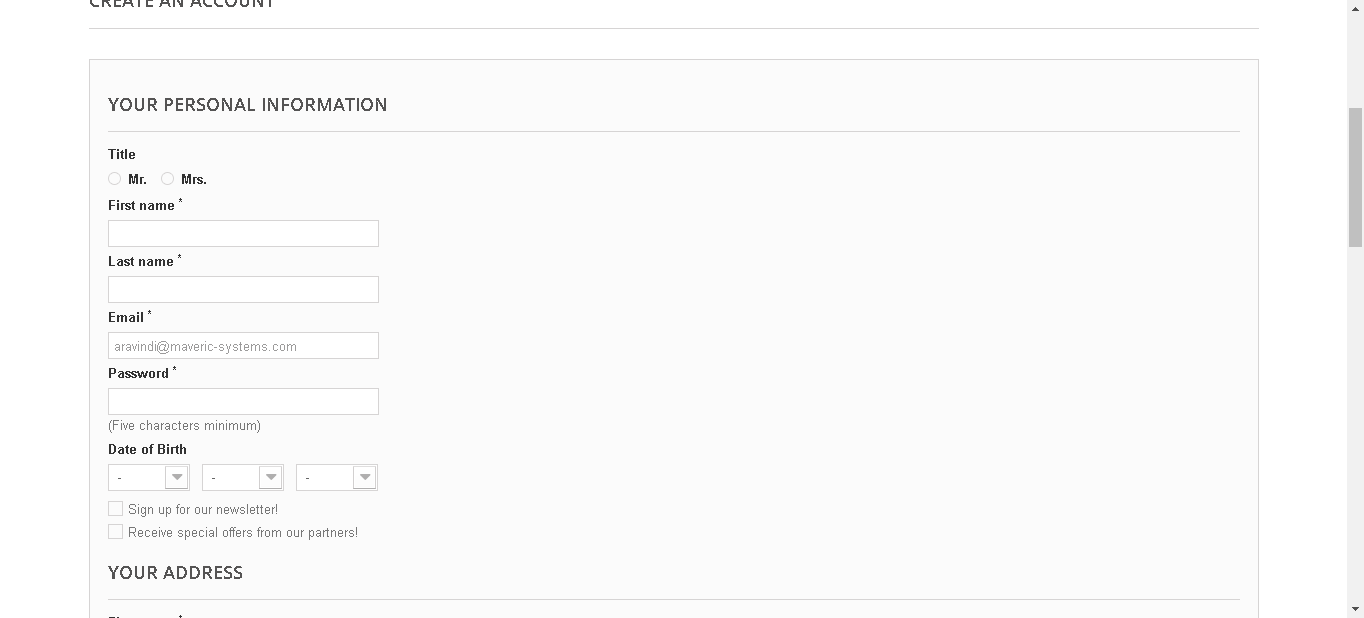 CREATE AN ACCOUNT
YOUR PERSONAL INFORMATION
Title
Mr. Mrs.
First name *
Last name *
Email *
aravindi@maveric-systems.com
Password *
(Five characters minimum)
Date of Birth
- - -
Sign up for our newsletter!
Receive special offers from our partners!
YOUR ADDRESS